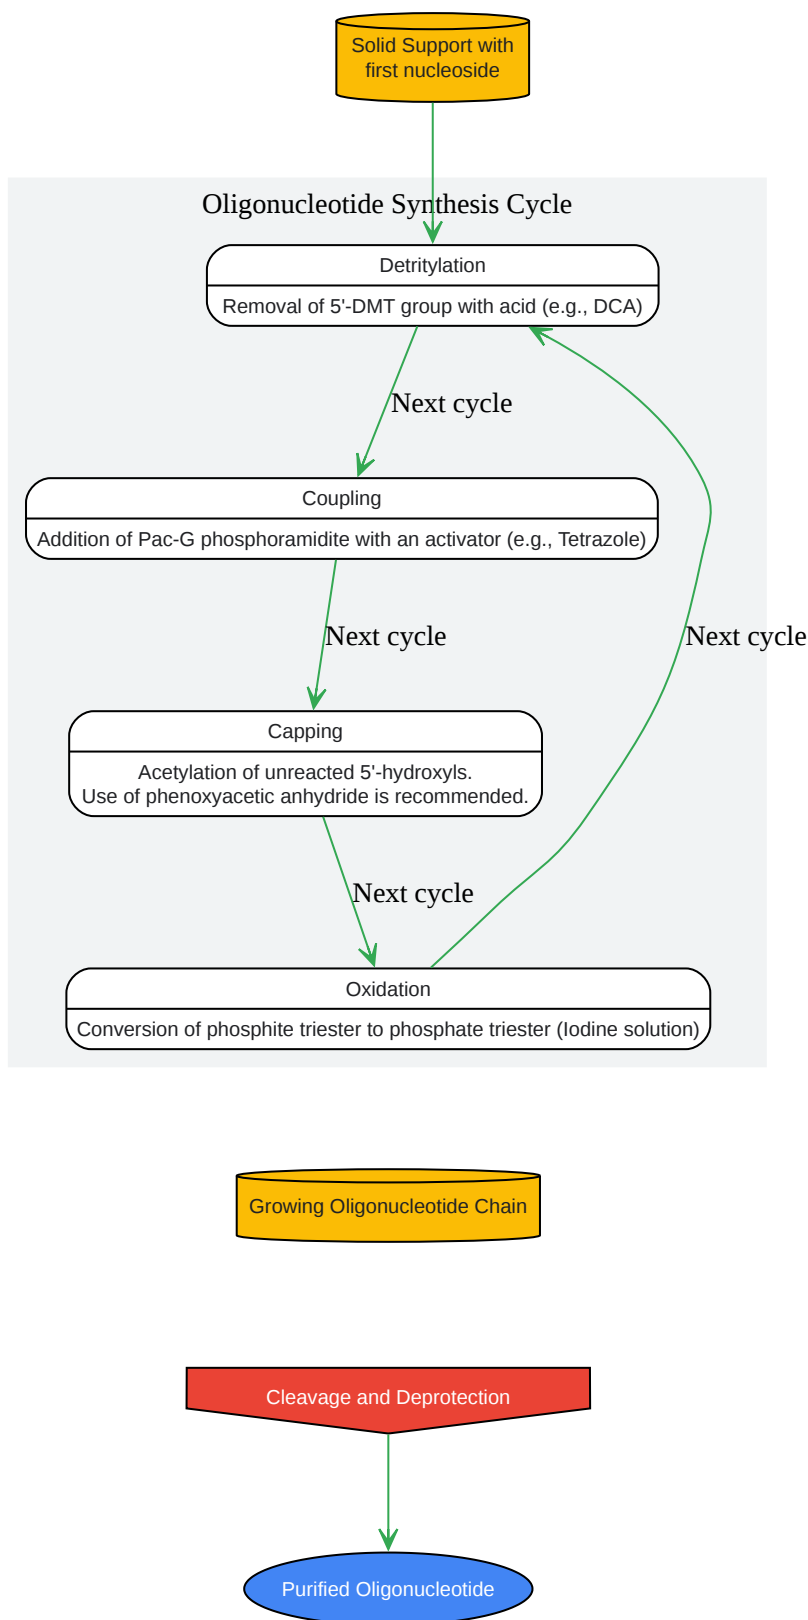 Solid Support with
first nucleoside
Oligonucleotide Synthesis Cycle
Detritylation
Removal of 5'-DMT group with acid (e.g., DCA)
Next cycle
Coupling
Addition of Pac-G phosphoramidite with an activator (e.g., Tetrazole)
Next cycle
Next cycle
Capping
Acetylation of unreacted 5'-hydroxyls.
Use of phenoxyacetic anhydride is recommended.
Next cycle
Oxidation
Conversion of phosphite triester to phosphate triester (Iodine solution)
Growing Oligonucleotide Chain
Cleavage and Deprotection
Purified Oligonucleotide